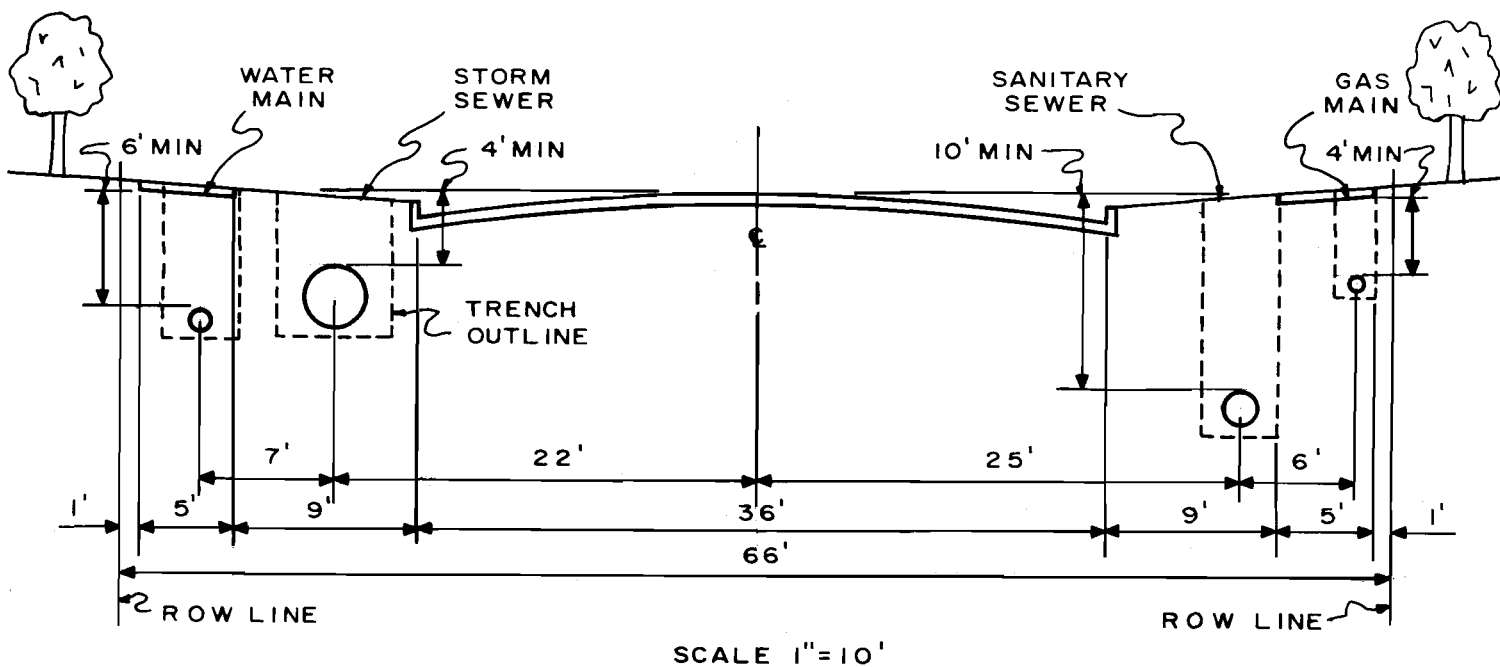 WATER
MAIN
STORM
SEWER
SANITARY
SEWER
GAS
MAIN
6' MIN
4' MIN
10' MIN
4' MIN
℄
TRENCH
OUTLINE
7'
22'
25'
6'
1'
5'
9'
36'
9'
5'
1'
66'
ROW LINE
ROW LINE
SCALE 1"=10'